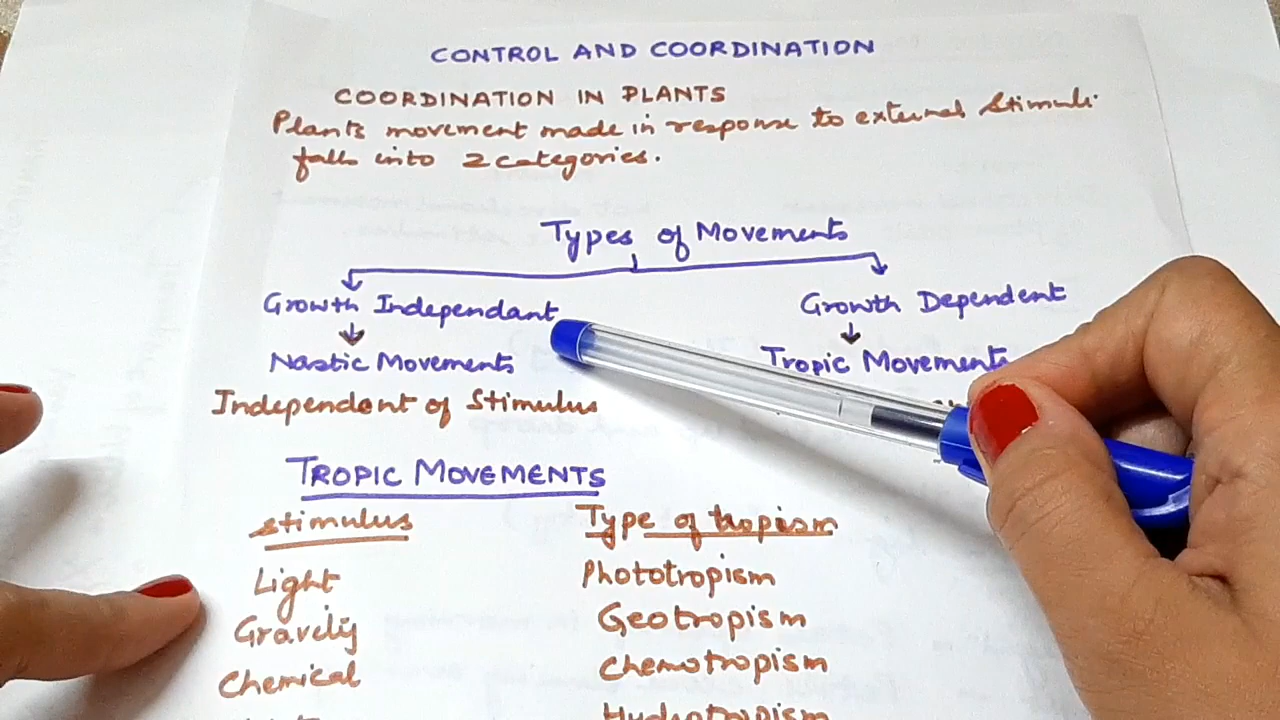 CONTROL AND COORDINATION
COORDINATION IN PLANTS
Plants movement made in response to external stimuli
falls into 2 categories.
Types of Movements
Growth Independant
Growth Dependent
Nastic Movements
Tropic Movements
Independent of Stimulus
TROPIC MOVEMENTS
stimulus
Type of tropism
Light
Phototropism
Gravity
Geotropism
Chemical
Chemotropism
Hydrotropism